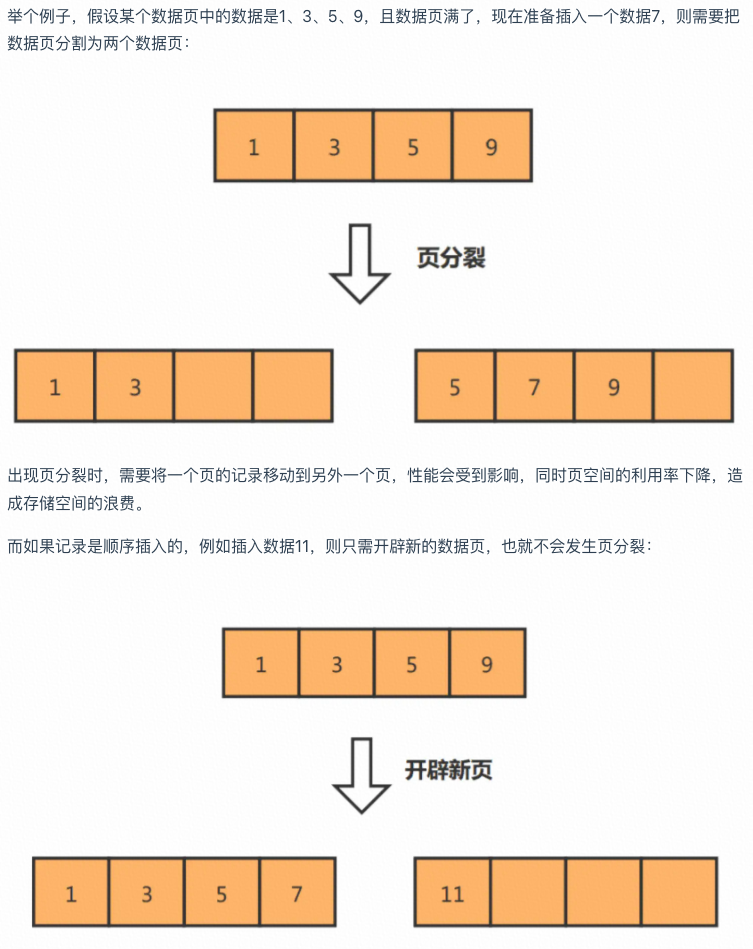 举个例子，假设某个数据页中的数据是1、3、5、9，且数据页满了，现在准备插入一个数据7，则需要把
数据页分割为两个数据页：
1 3 5 9
页分裂
1 3 5 7 9
出现页分裂时，需要将一个页的记录移动到另外一个页，性能会受到影响，同时页空间的利用率下降，造
成存储空间的浪费。
而如果记录是顺序插入的，例如插入数据11，则只需开辟新的数据页，也就不会发生页分裂：
1 3 5 9
开辟新页
1 3 5 7 11